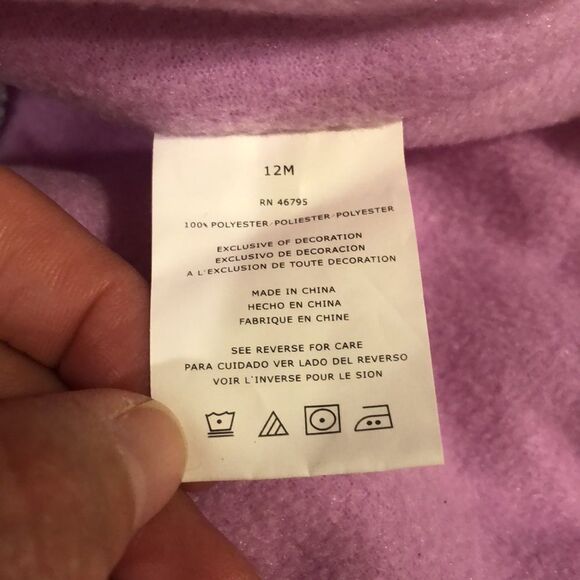 12M
RN 46795
100% POLYESTER/POLIESTER/POLYESTER
EXCLUSIVE OF DECORATION
EXCLUSIVO DE DECORACION
A L'EXCLUSION DE TOUTE DECORATION
MADE IN CHINA
HECHO EN CHINA
FABRIQUE EN CHINE
SEE REVERSE FOR CARE
PARA CUIDADO VER LADO DEL REVERSO
VOIR L'INVERSE POUR LE SION